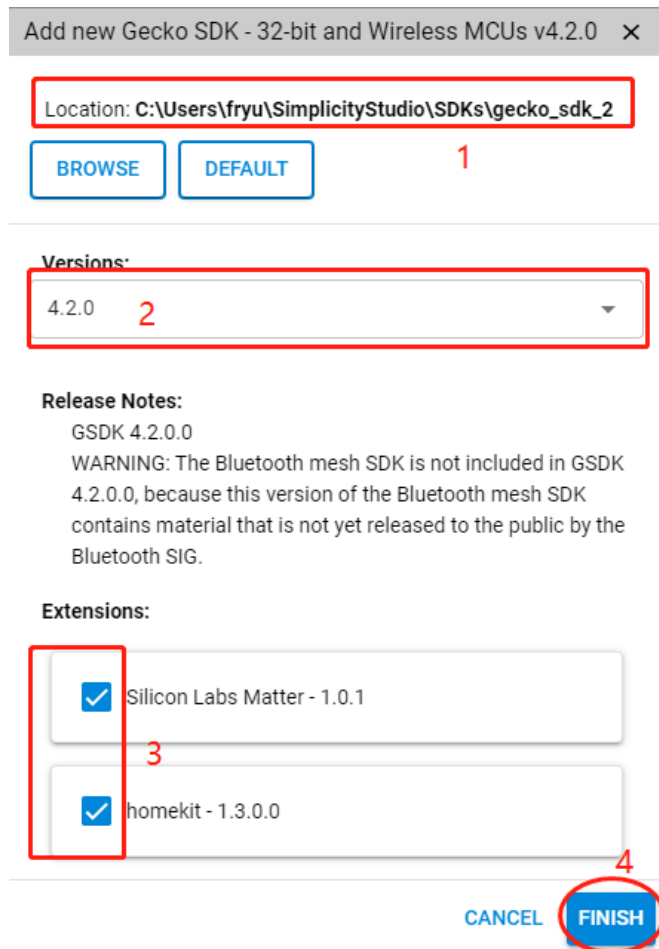 Add new Gecko SDK - 32-bit and Wireless MCUs v4.2.0 ×
Location: C:\Users\fryu\SimplicityStudio\SDKs\gecko_sdk_2
1
BROWSE DEFAULT
Versions:
4.2.0 2
Release Notes:
GSDK 4.2.0.0
WARNING: The Bluetooth mesh SDK is not included in GSDK
4.2.0.0, because this version of the Bluetooth mesh SDK
contains material that is not yet released to the public by the
Bluetooth SIG.
Extensions:
Silicon Labs Matter - 1.0.1
3
homekit - 1.3.0.0
4
CANCEL FINISH